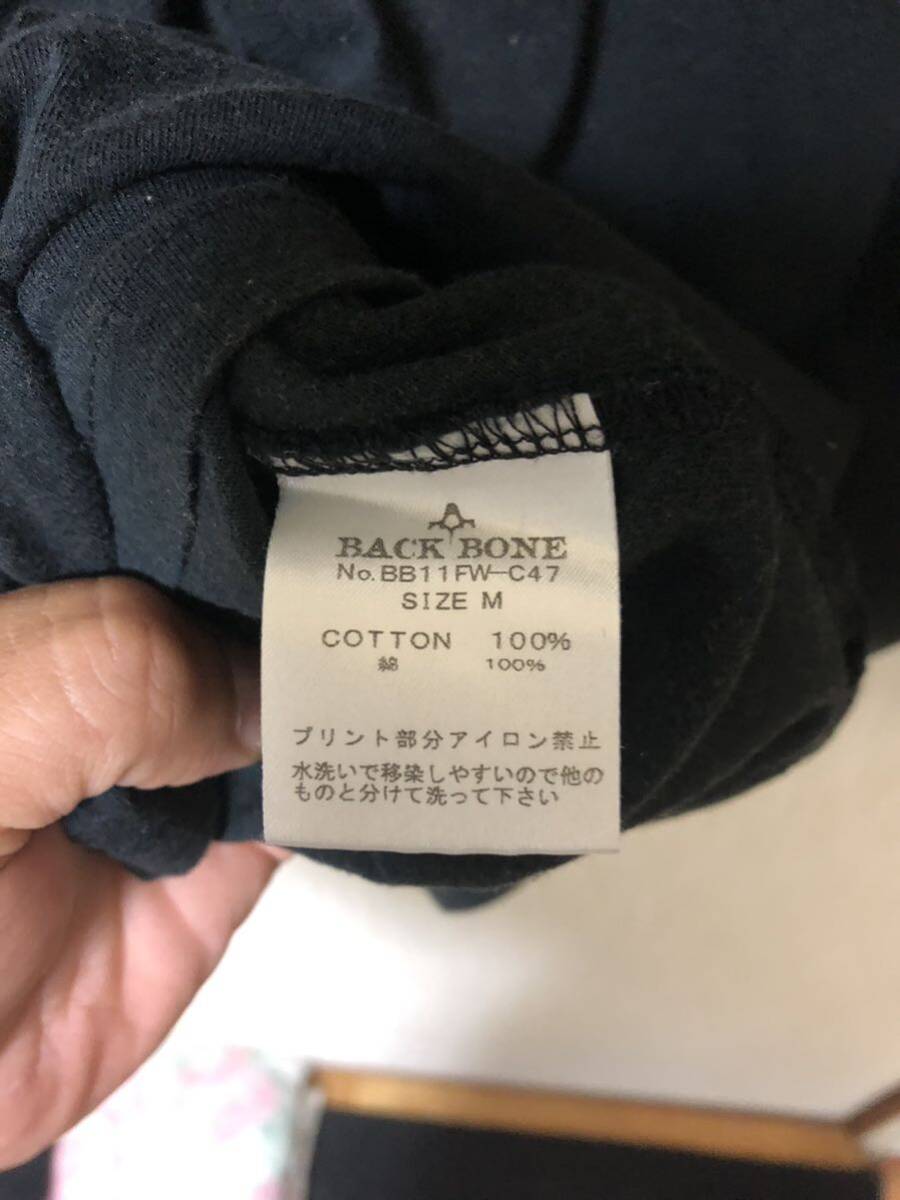 BACK BONE
No.BB11FW-C47
SIZE M
COTTON 100%
綿 100%
プリント部分アイロン禁止
水洗いで移染しやすいので他の
ものと分けて洗って下さい